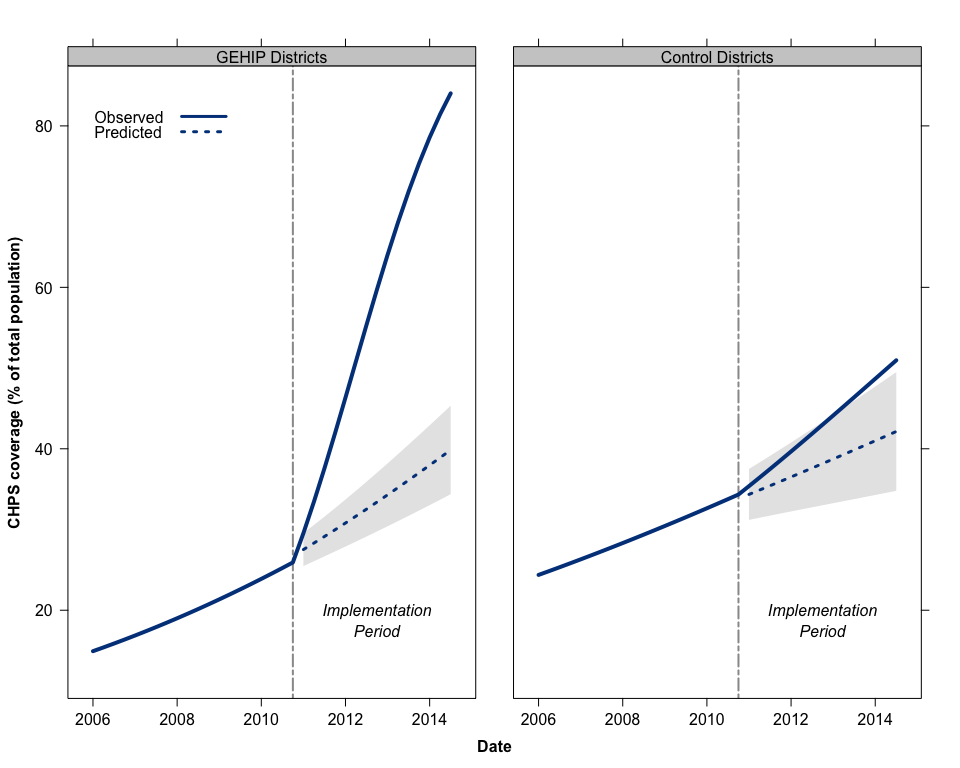 GEHIP Districts
Control Districts
Observed
Predicted
80
60
40
20
CHPS coverage (% of total population)
Implementation
Period
Implementation
Period
2006 2008 2010 2012 2014
2006 2008 2010 2012 2014
Date